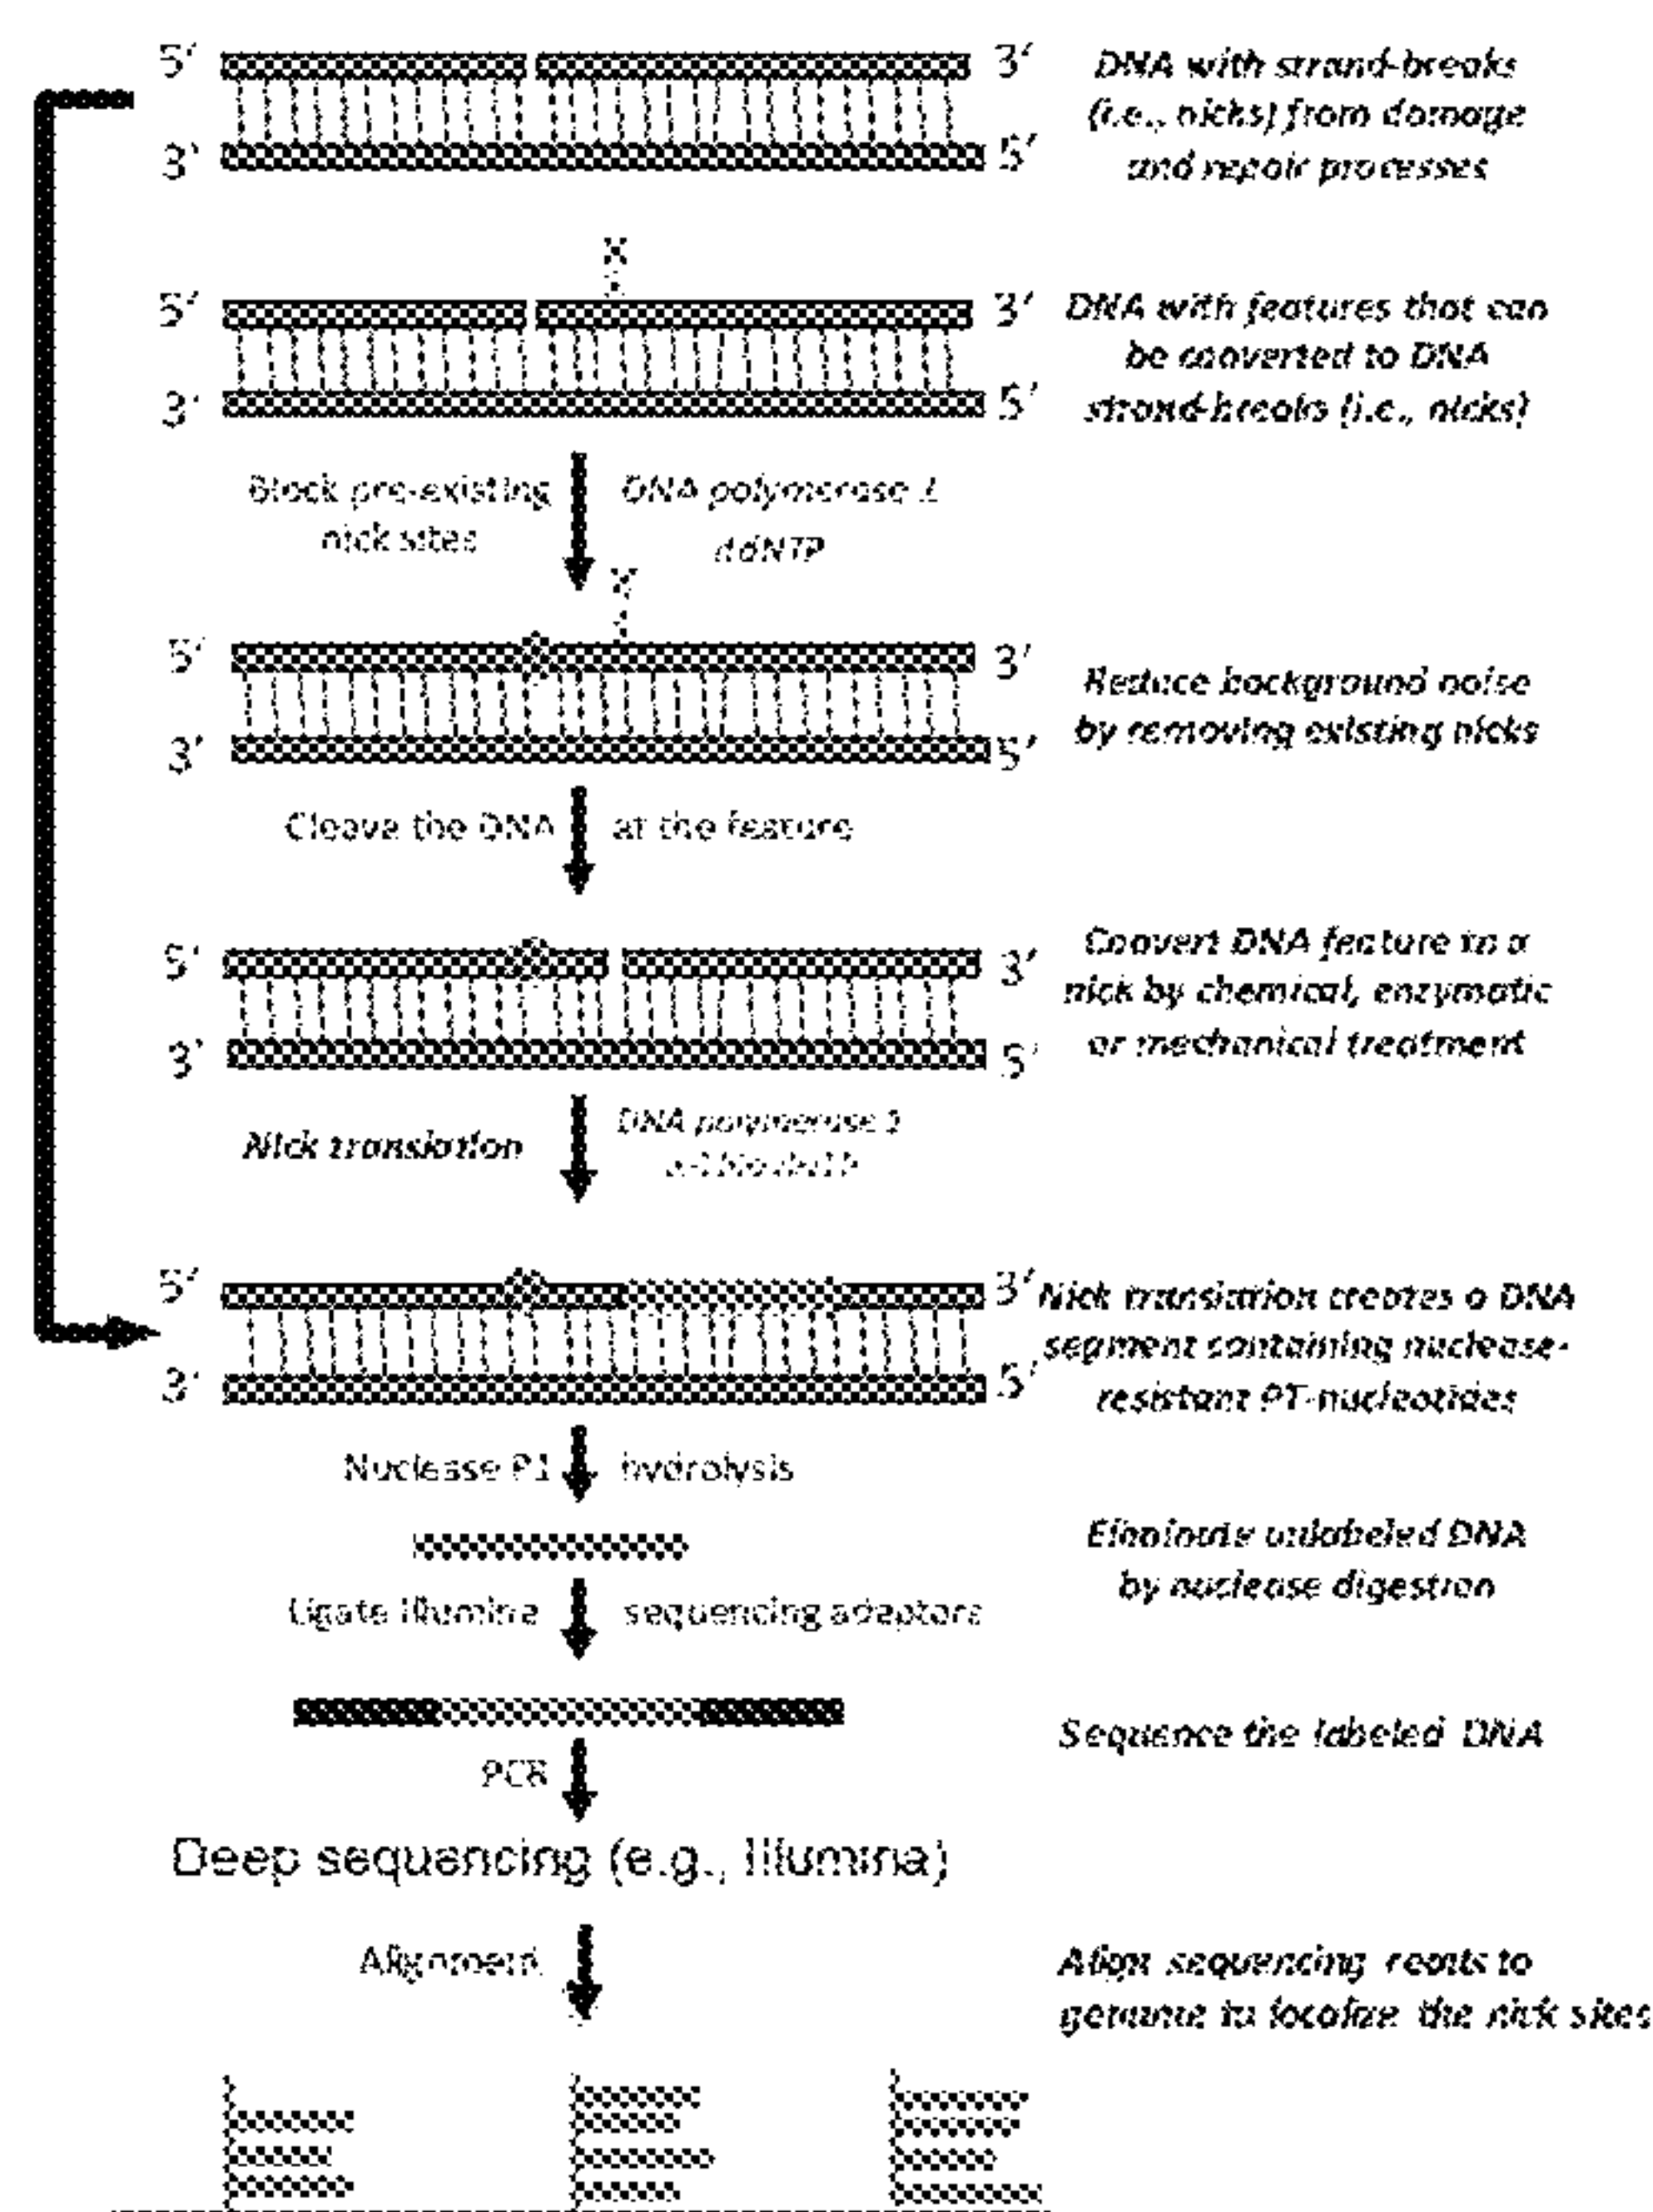 5′ 3′ DNA with strand-breaks
(i.e., nicks) from damage
3′ 5′ and repair processes
X
5′ 3′ DNA with features that can
be converted to DNA
3′ 5′ strand-breaks (i.e., nicks)
Block pre-existing DNA polymerase I
nick sites ddNTP
X
5′ 3′ Reduce background noise
3′ 5′ by removing existing nicks
Cleave the DNA at the feature
5′ 3′ Convert DNA feature to a
nick by chemical, enzymatic
3′ 5′ or mechanical treatment
Nick translation DNA polymerase I
5′ 3′ Nick translation creates a DNA
segment containing nuclease-
3′ 5′ resistant PT-nucleotides
Nuclease P1 hydrolysis
Eliminate unlabeled DNA
by nuclease digestion
Ligate Illumina sequencing adaptors
Sequence the labeled DNA
PCR
Deep sequencing (e.g., Illumina)
Alignment Align sequencing reads to
genome to localize the nick sites